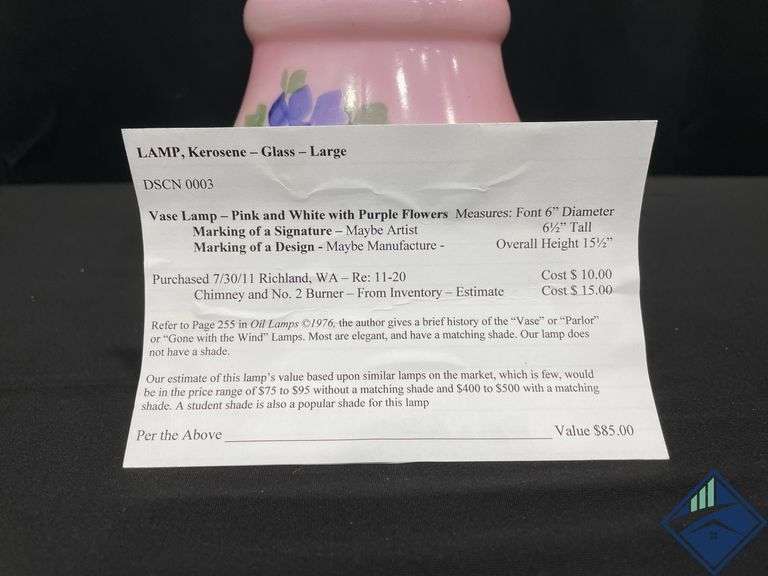 LAMP, Kerosene – Glass – Large
DSCN 0003
Vase Lamp – Pink and White with Purple Flowers Measures: Font 6” Diameter
Marking of a Signature – Maybe Artist 6½” Tall
Marking of a Design - Maybe Manufacture - Overall Height 15½”
Purchased 7/30/11 Richland, WA – Re: 11-20 Cost $ 10.00
Chimney and No. 2 Burner – From Inventory – Estimate Cost $ 15.00
Refer to Page 255 in Oil Lamps ©1976, the author gives a brief history of the “Vase” or “Parlor”
or “Gone with the Wind” Lamps. Most are elegant, and have a matching shade. Our lamp does
not have a shade.
Our estimate of this lamp’s value based upon similar lamps on the market, which is few, would
be in the price range of $75 to $95 without a matching shade and $400 to $500 with a matching
shade. A student shade is also a popular shade for this lamp
Per the Above Value $85.00